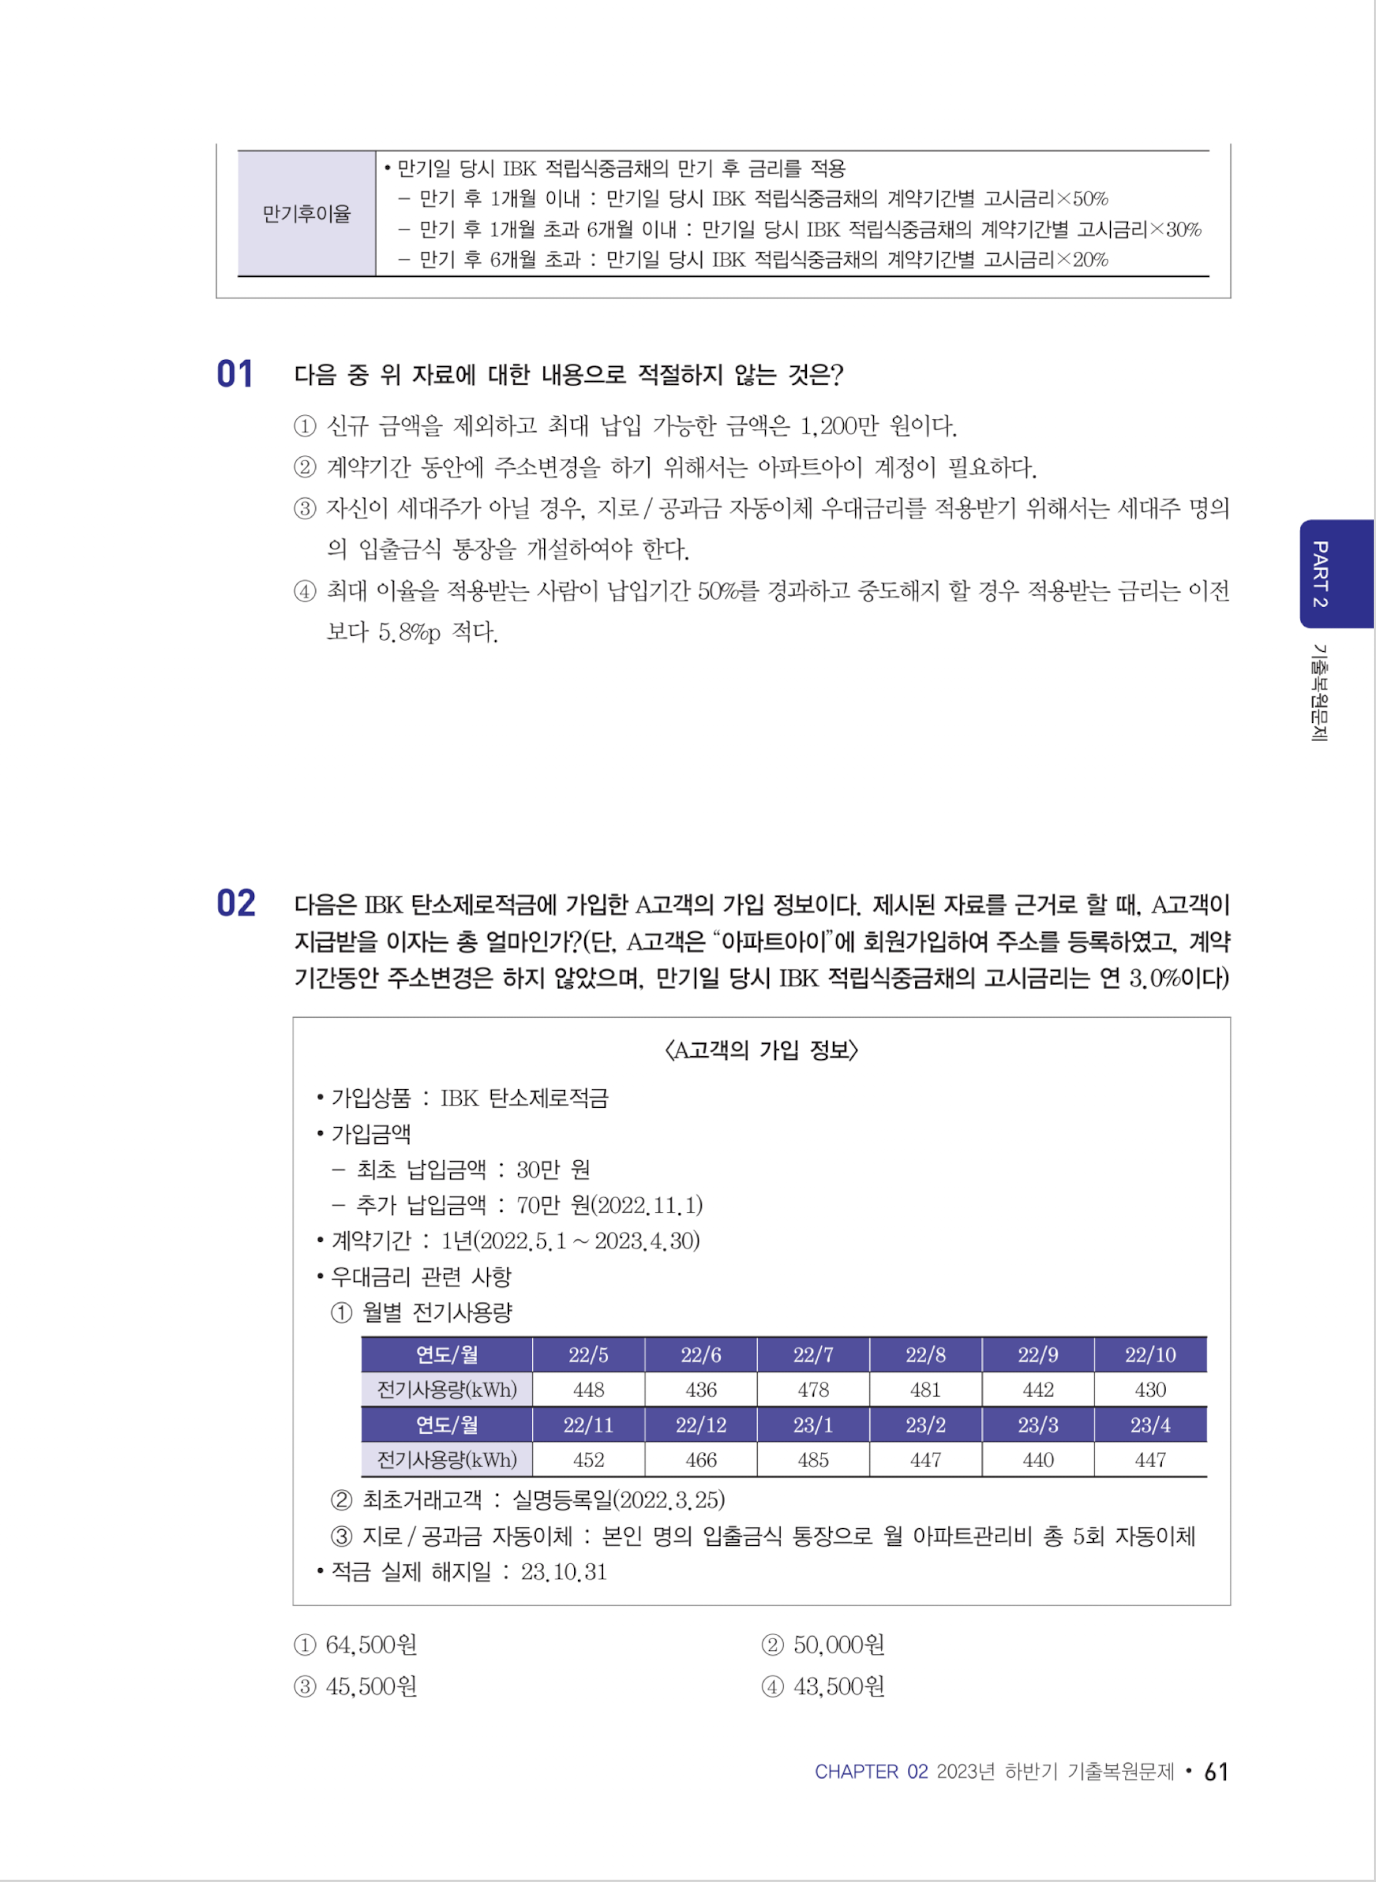 만기후이율
• 만기일 당시 IBK 적립식중금채의 만기 후 금리를 적용
- 만기 후 1개월 이내 : 만기일 당시 IBK 적립식중금채의 계약기간별 고시금리×50%
- 만기 후 1개월 초과 6개월 이내 : 만기일 당시 IBK 적립식중금채의 계약기간별 고시금리×30%
- 만기 후 6개월 초과 : 만기일 당시 IBK 적립식중금채의 계약기간별 고시금리×20%
01 다음 중 위 자료에 대한 내용으로 적절하지 않는 것은?
① 신규 금액을 제외하고 최대 납입 가능한 금액은 1,200만 원이다.
② 계약기간 동안에 주소변경을 하기 위해서는 아파트아이 계정이 필요하다.
③ 자신이 세대주가 아닐 경우, 지로 / 공과금 자동이체 우대금리를 적용받기 위해서는 세대주 명의
의 입출금식 통장을 개설하여야 한다.
④ 최대 이율을 적용받는 사람이 납입기간 50%를 경과하고 중도해지 할 경우 적용받는 금리는 이전
보다 5.8%p 적다.
PART 2
기출복원문제
02 다음은 IBK 탄소제로적금에 가입한 A고객의 가입 정보이다. 제시된 자료를 근거로 할 때, A고객이
지급받을 이자는 총 얼마인가?(단, A고객은 “아파트아이”에 회원가입하여 주소를 등록하였고, 계약
기간동안 주소변경은 하지 않았으며, 만기일 당시 IBK 적립식중금채의 고시금리는 연 3.0%이다)
〈A고객의 가입 정보〉
• 가입상품 : IBK 탄소제로적금
• 가입금액
- 최초 납입금액 : 30만 원
- 추가 납입금액 : 70만 원(2022.11.1)
• 계약기간 : 1년(2022.5.1 ~ 2023.4.30)
• 우대금리 관련 사항
① 월별 전기사용량
연도/월 22/5 22/6 22/7 22/8 22/9 22/10
전기사용량(kWh) 448 436 478 481 442 430
연도/월 22/11 22/12 23/1 23/2 23/3 23/4
전기사용량(kWh) 452 466 485 447 440 447
② 최초거래고객 : 실명등록일(2022.3.25)
③ 지로 / 공과금 자동이체 : 본인 명의 입출금식 통장으로 월 아파트관리비 총 5회 자동이체
• 적금 실제 해지일 : 23.10.31
① 64,500원 ② 50,000원
③ 45,500원 ④ 43,500원
CHAPTER 02 2023년 하반기 기출복원문제 • 61